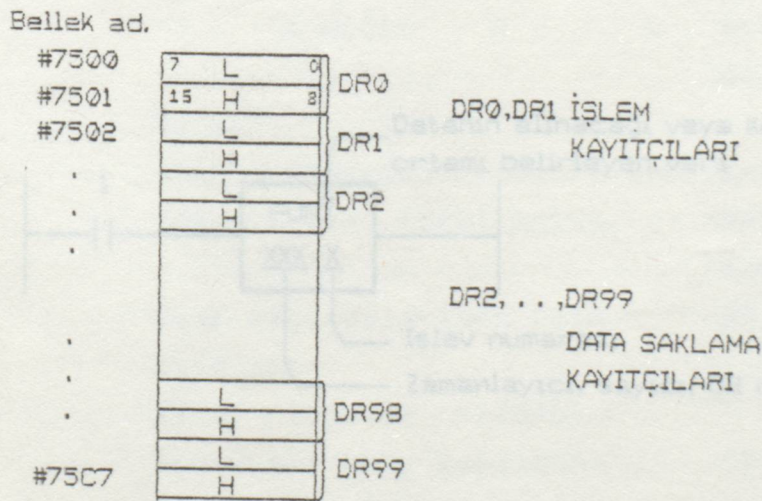 Bellek ad.
#7500 7 L 0 DR0
#7501 15 H 8
DR0,DR1 İŞLEM
KAYITÇILARI
#7502 L DR1
H
L DR2
H
DR2,...,DR99
DATA SAKLAMA
KAYITÇILARI
L DR98
H
L DR99
#75C7 H